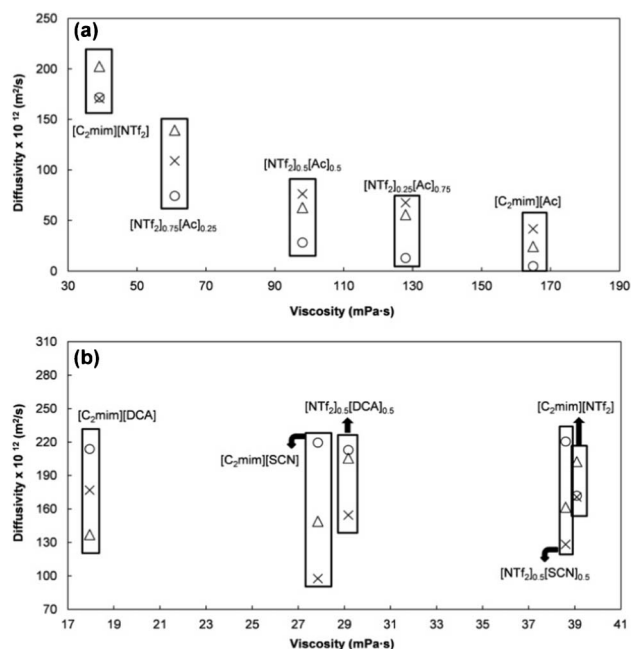 (a)
Diffusivity x 10 ¹² (m²/s)
250
200
150
100
50
0
[C₂mim][NTf₂]
[NTf₂]₀.₇₅[Ac]₀.₂₅
[NTf₂]₀.₅[Ac]₀.₅
[NTf₂]₀.₂₅[Ac]₀.₇₅
[C₂mim][Ac]
30 50 70 90 110 130 150 170 190
Viscosity (mPa·s)
(b)
Diffusivity x 10 ¹² (m²/s)
310
280
250
220
190
160
130
100
70
[C₂mim][DCA]
[C₂mim][SCN]
[NTf₂]₀.₅[DCA]₀.₅
[C₂mim][NTf₂]
[NTf₂]₀.₅[SCN]₀.₅
17 19 21 23 25 27 29 31 33 35 37 39 41
Viscosity (mPa·s)